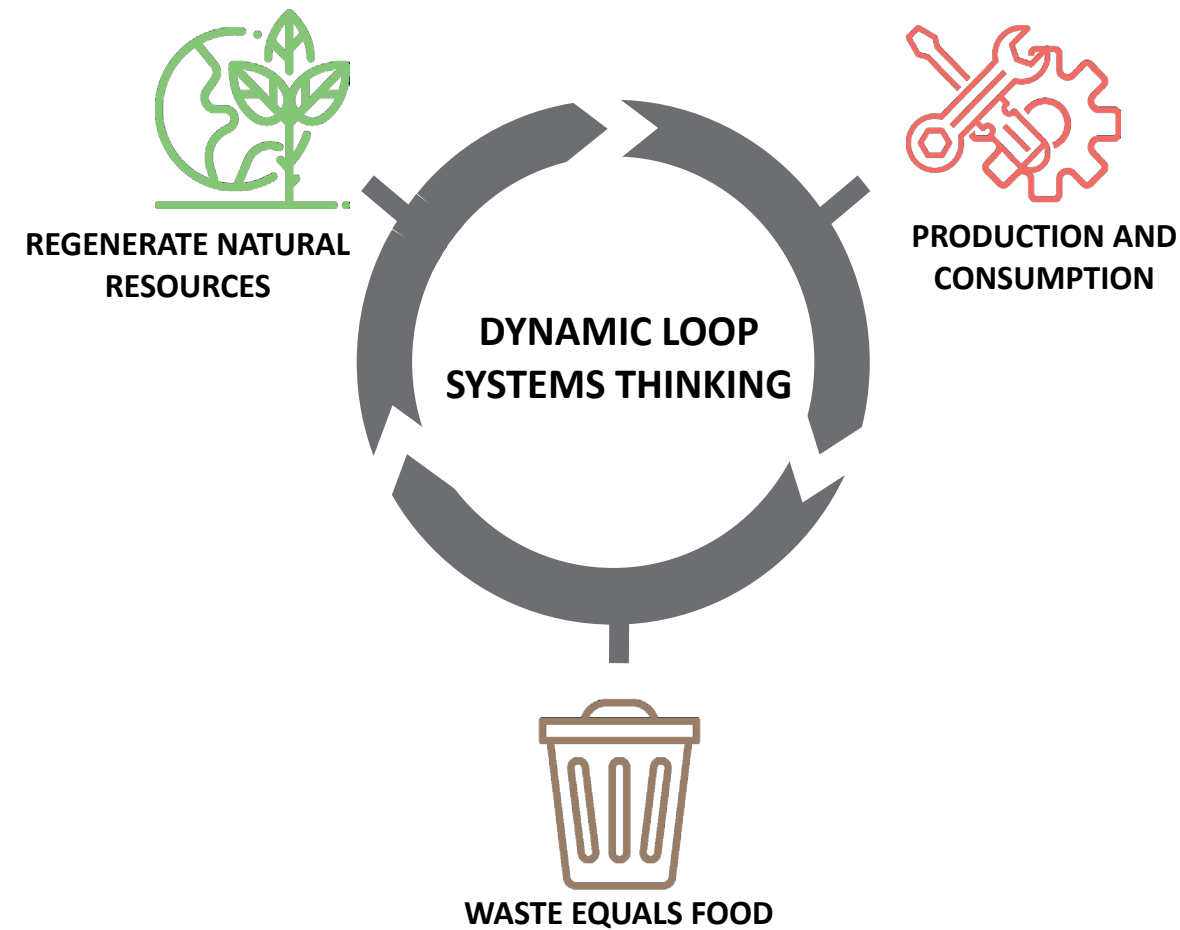 REGENERATE NATURAL
RESOURCES
PRODUCTION AND
CONSUMPTION
DYNAMIC LOOP
SYSTEMS THINKING
WASTE EQUALS FOOD